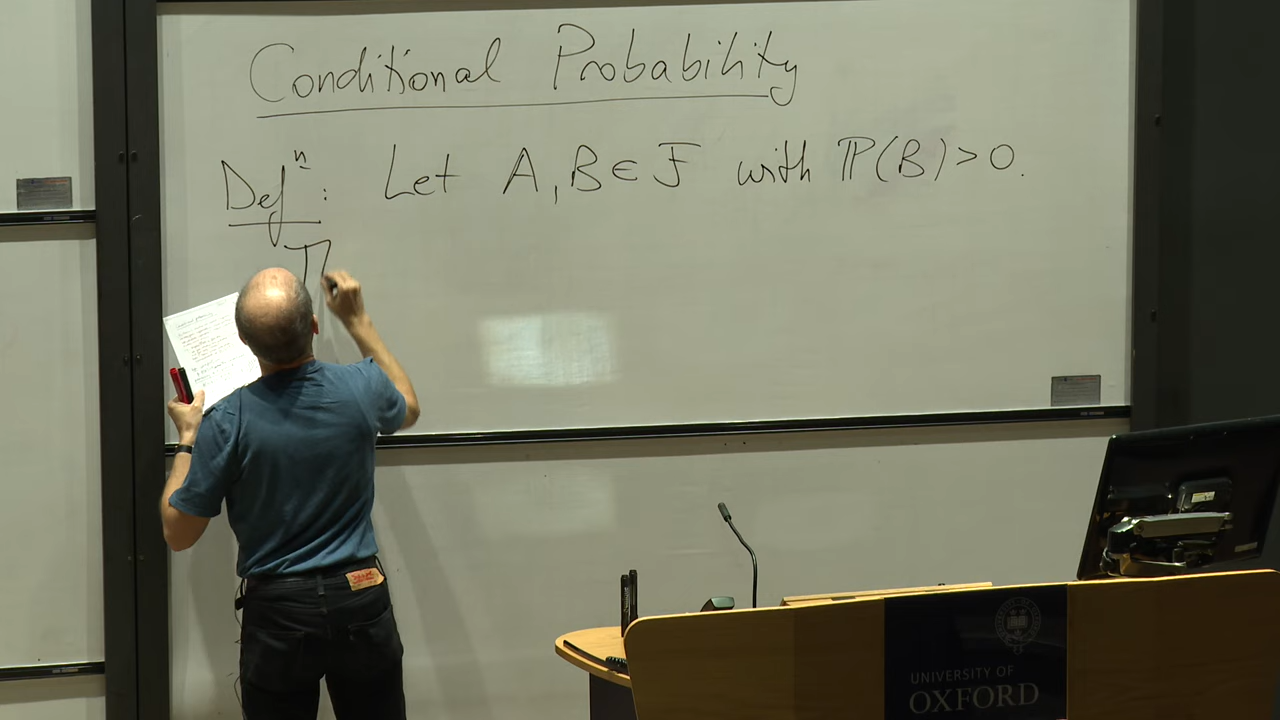 Conditional Probability
Defⁿ: Let A, B ∈ F with ℙ(B) > 0.
UNIVERSITY OF
OXFORD